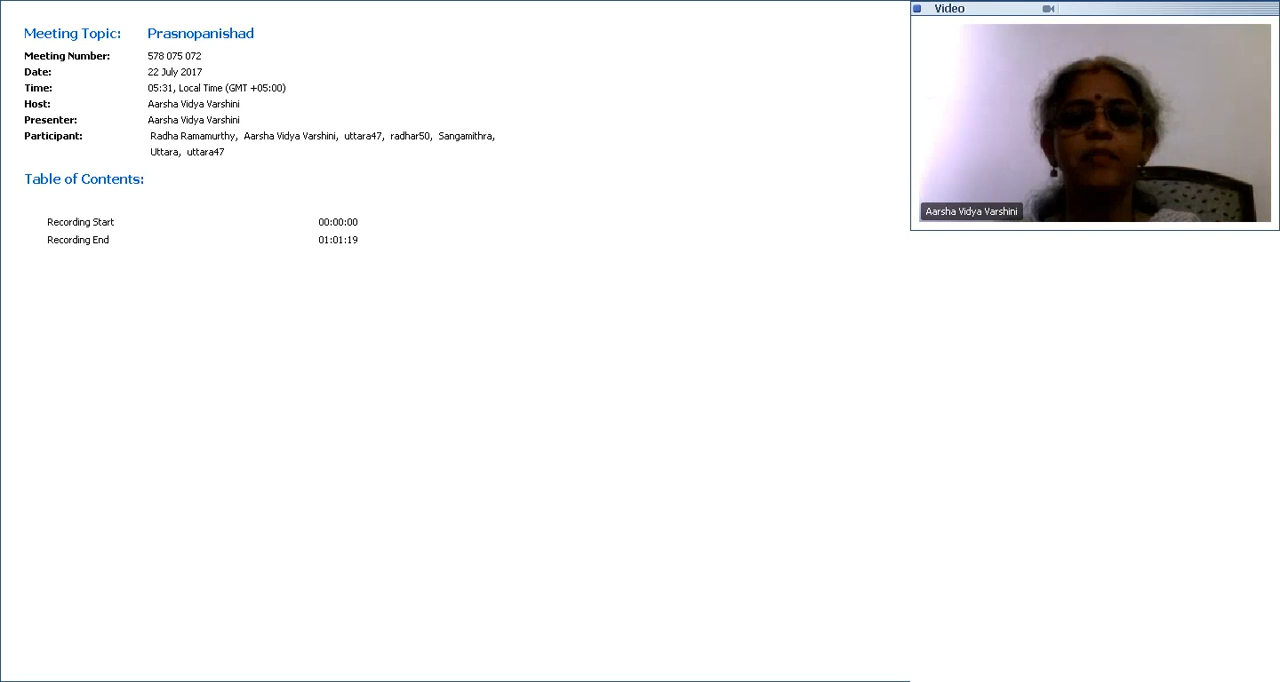 Meeting Topic: Prasnopanishad
Meeting Number: 578 075 072
Date: 22 July 2017
Time: 05:31, Local Time (GMT +05:00)
Host: Aarsha Vidya Varshini
Presenter: Aarsha Vidya Varshini
Participant: Radha Ramamurthy, Aarsha Vidya Varshini, uttara47, radhar50, Sangamithra,
Uttara, uttara47
Table of Contents:
Recording Start 00:00:00
Recording End 01:01:19
Video
Aarsha Vidya Varshini